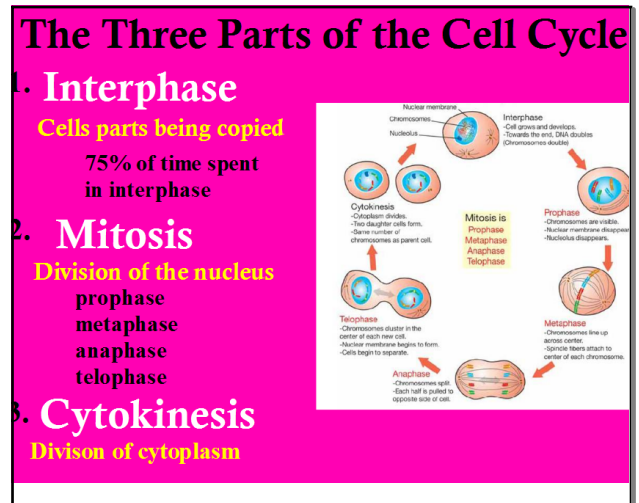 The Three Parts of the Cell Cycle
1. Interphase
Cells parts being copied
75% of time spent
in interphase
2. Mitosis
Division of the nucleus
prophase
metaphase
anaphase
telophase
3. Cytokinesis
Divison of cytoplasm
Nuclear membrane
Chromosomes
Nucleolus
Interphase
-Cell grows and develops.
-Towards the end, DNA doubles
(Chromosomes double)
Prophase
-Chromosomes are visible.
-Nuclear membrane disappear
-Nucleolus disappears.
Metaphase
-Chromosomes line up
across center.
-Spindle fibers attach to
center of each chromosome.
Anaphase
-Chromosomes split.
-Each half is pulled to
opposite side of cell.
Telophase
-Chromosomes cluster in the
center of each new cell.
-Nuclear membrane begins to form.
-Cells begin to separate.
Cytokinesis
-Cytoplasm divides.
-Two daughter cells form.
-Same number of
chromosomes as parent cell.
Mitosis is
Prophase
Metaphase
Anaphase
Telophase